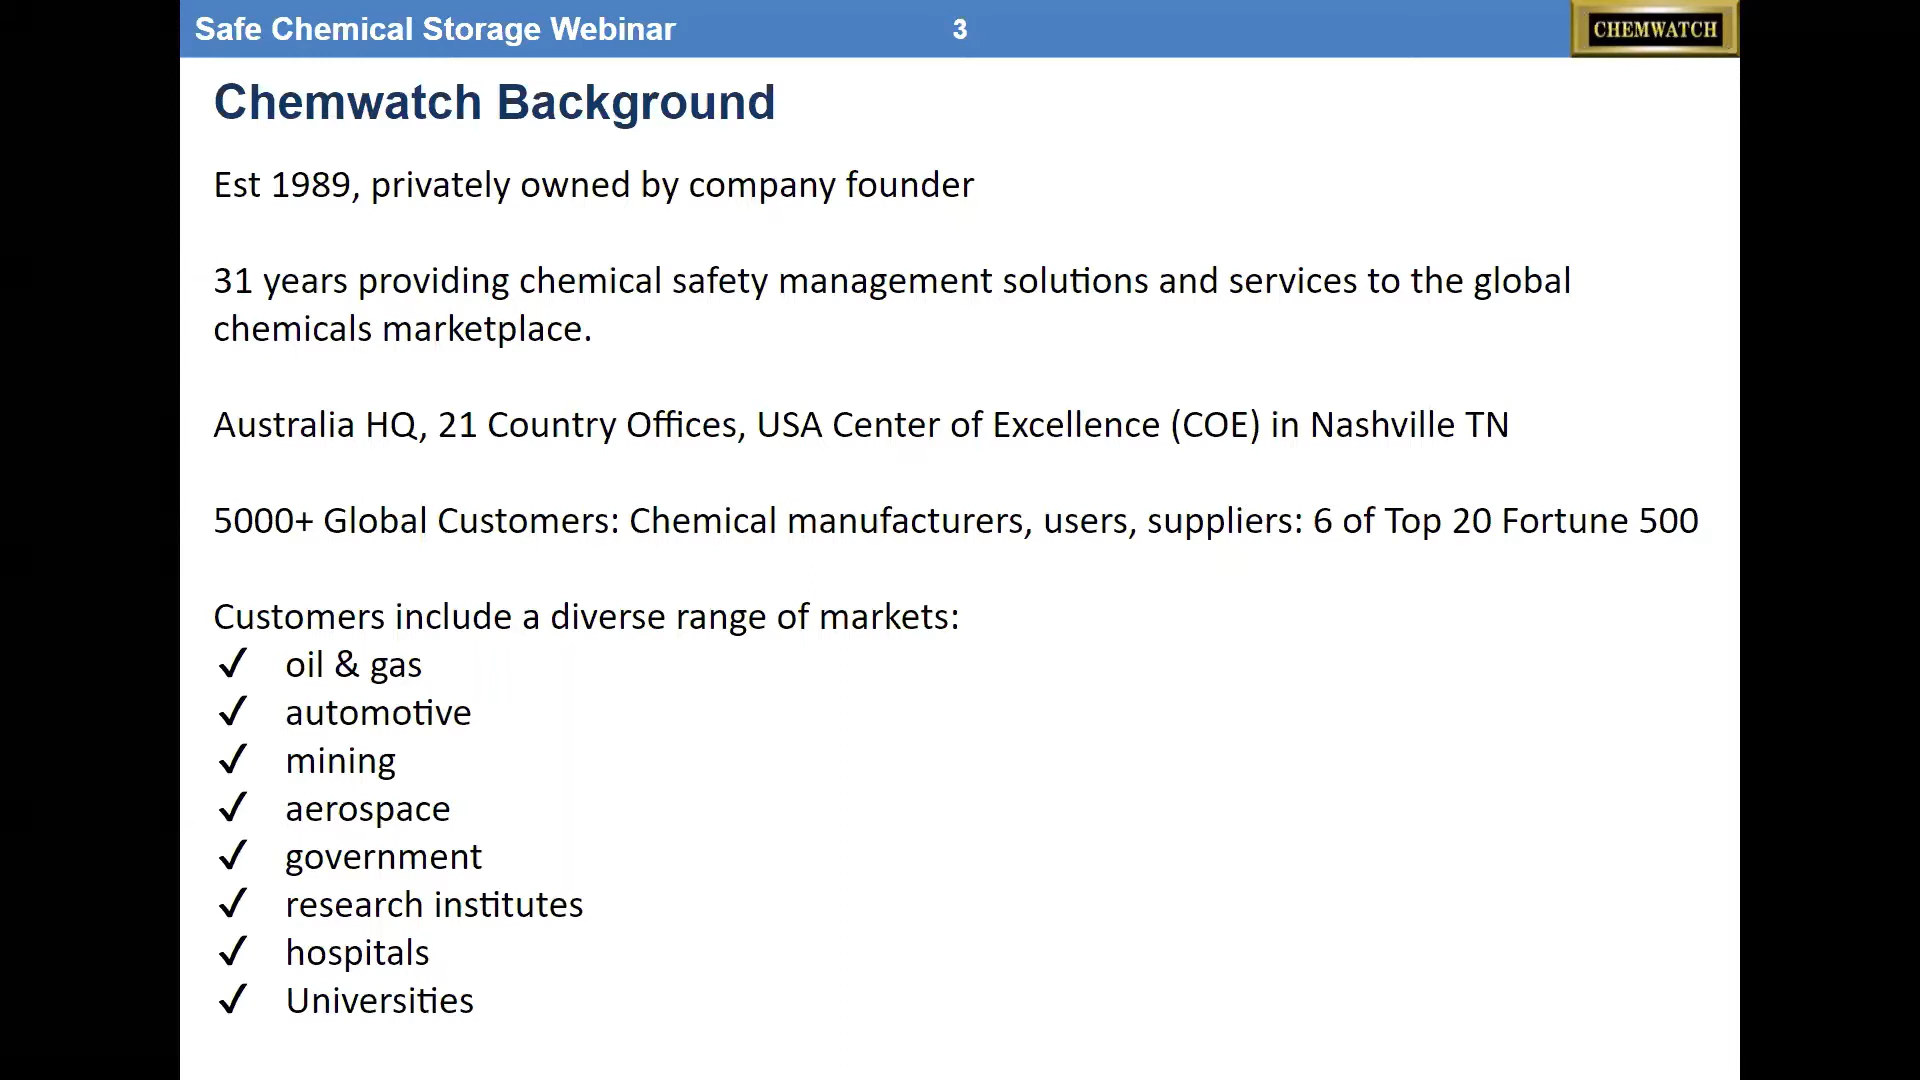 Safe Chemical Storage Webinar
3
CHEMWATCH
Chemwatch Background
Est 1989, privately owned by company founder
31 years providing chemical safety management solutions and services to the global
chemicals marketplace.
Australia HQ, 21 Country Offices, USA Center of Excellence (COE) in Nashville TN
5000+ Global Customers: Chemical manufacturers, users, suppliers: 6 of Top 20 Fortune 500
Customers include a diverse range of markets:
✓ oil & gas
✓ automotive
✓ mining
✓ aerospace
✓ government
✓ research institutes
✓ hospitals
✓ Universities